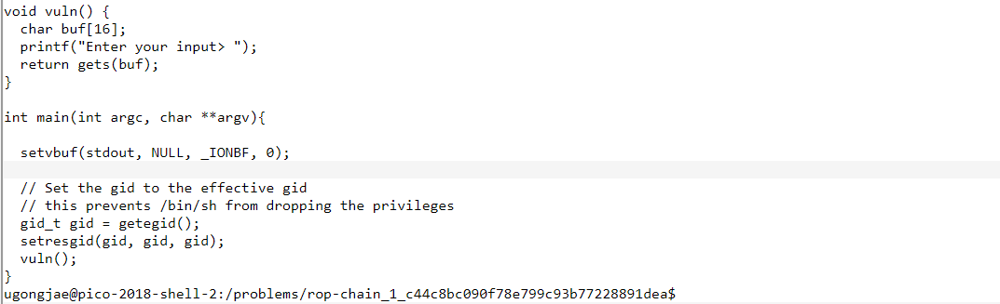 void vuln() {
  char buf[16];
  printf("Enter your input> ");
  return gets(buf);
}

int main(int argc, char **argv){

  setvbuf(stdout, NULL, _IONBF, 0);

  // Set the gid to the effective gid
  // this prevents /bin/sh from dropping the privileges
  gid_t gid = getegid();
  setresgid(gid, gid, gid);
  vuln();
}
ugongjae@pico-2018-shell-2:/problems/rop-chain_1_c44c8bc090f78e799c93b77228891dea$